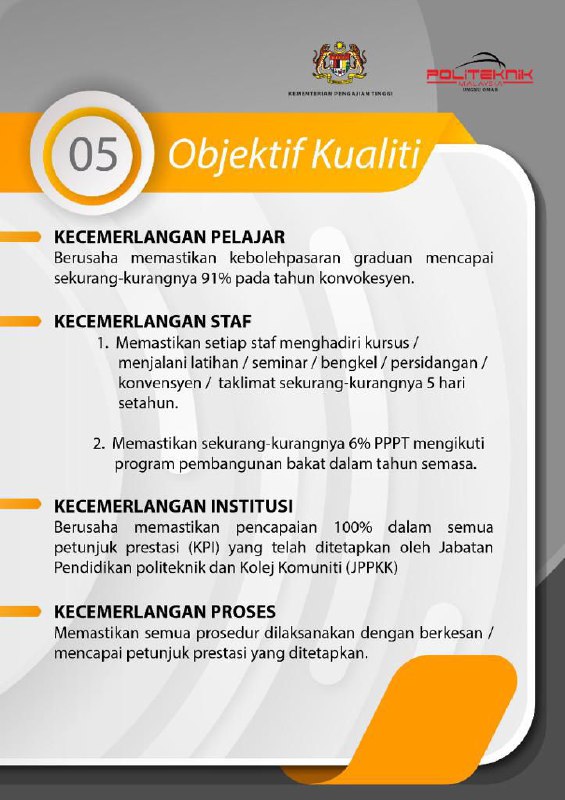 KEMENTERIAN PENGAJIAN TINGGI
POLITEKNIK
MALAYSIA
UNGKU OMAR
05
Objektif Kualiti
KECEMERLANGAN PELAJAR
Berusaha memastikan kebolehpasaran graduan mencapai
sekurang-kurangnya 91% pada tahun konvokesyen.
KECEMERLANGAN STAF
1. Memastikan setiap staf menghadiri kursus /
menjalani latihan / seminar / bengkel / persidangan /
konvensyen / taklimat sekurang-kurangnya 5 hari
setahun.
2. Memastikan sekurang-kurangnya 6% PPPT mengikuti
program pembangunan bakat dalam tahun semasa.
KECEMERLANGAN INSTITUSI
Berusaha memastikan pencapaian 100% dalam semua
petunjuk prestasi (KPI) yang telah ditetapkan oleh Jabatan
Pendidikan politeknik dan Kolej Komuniti (JPPKK)
KECEMERLANGAN PROSES
Memastikan semua prosedur dilaksanakan dengan berkesan /
mencapai petunjuk prestasi yang ditetapkan.